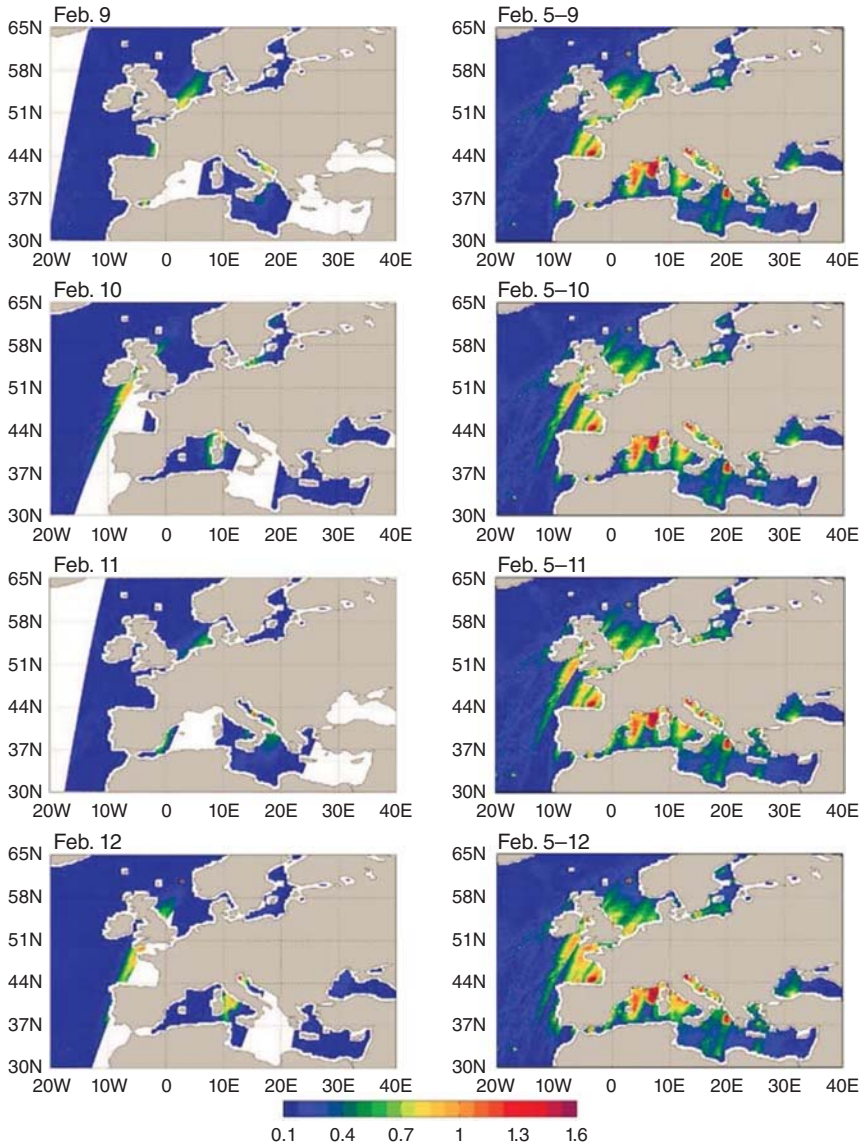 Feb. 9
65N
58N
51N
44N
37N
30N
20W 10W 0 10E 20E 30E 40E
Feb. 5–9
65N
58N
51N
44N
37N
30N
20W 10W 0 10E 20E 30E 40E
Feb. 10
65N
58N
51N
44N
37N
30N
20W 10W 0 10E 20E 30E 40E
Feb. 5–10
65N
58N
51N
44N
37N
30N
20W 10W 0 10E 20E 30E 40E
Feb. 11
65N
58N
51N
44N
37N
30N
20W 10W 0 10E 20E 30E 40E
Feb. 5–11
65N
58N
51N
44N
37N
30N
20W 10W 0 10E 20E 30E 40E
Feb. 12
65N
58N
51N
44N
37N
30N
20W 10W 0 10E 20E 30E 40E
Feb. 5–12
65N
58N
51N
44N
37N
30N
20W 10W 0 10E 20E 30E 40E
0.1 0.4 0.7 1 1.3 1.6